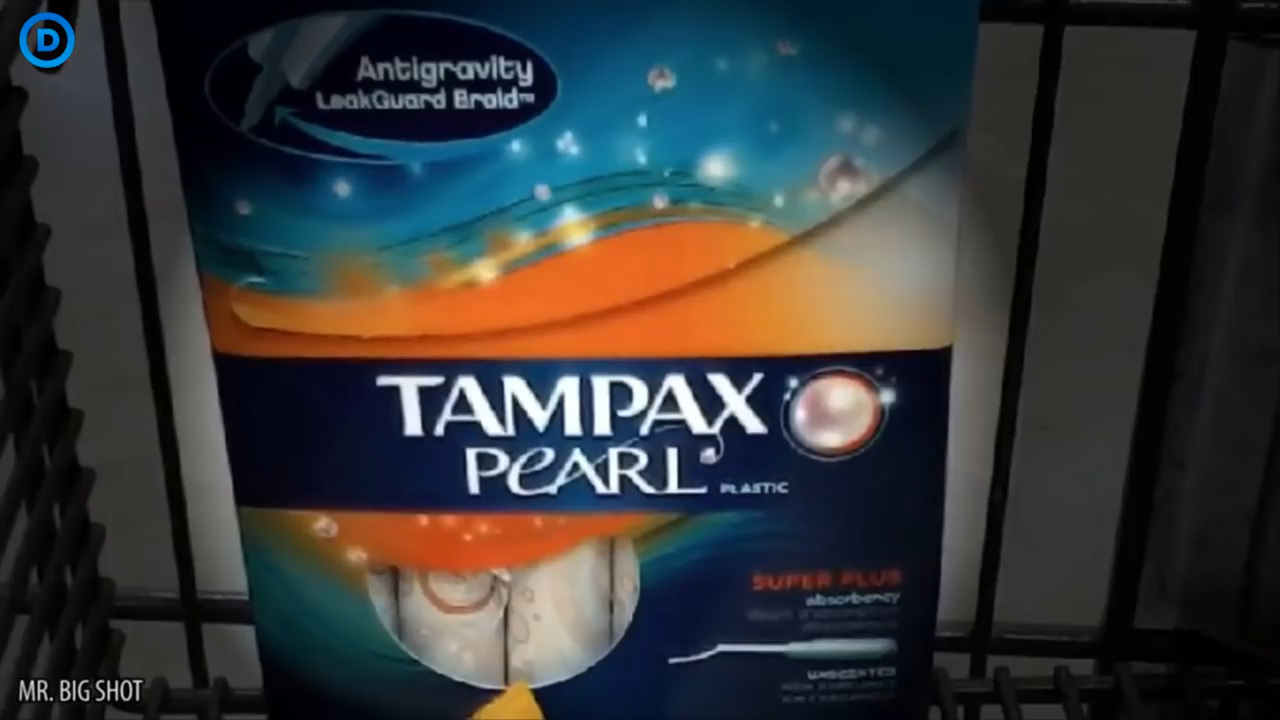 D
Antigravity
LeakGuard Braid™
TAMPAX
PEARL
PLASTIC
SUPER PLUS
absorbency
UNSCENTED
MR. BIG SHOT